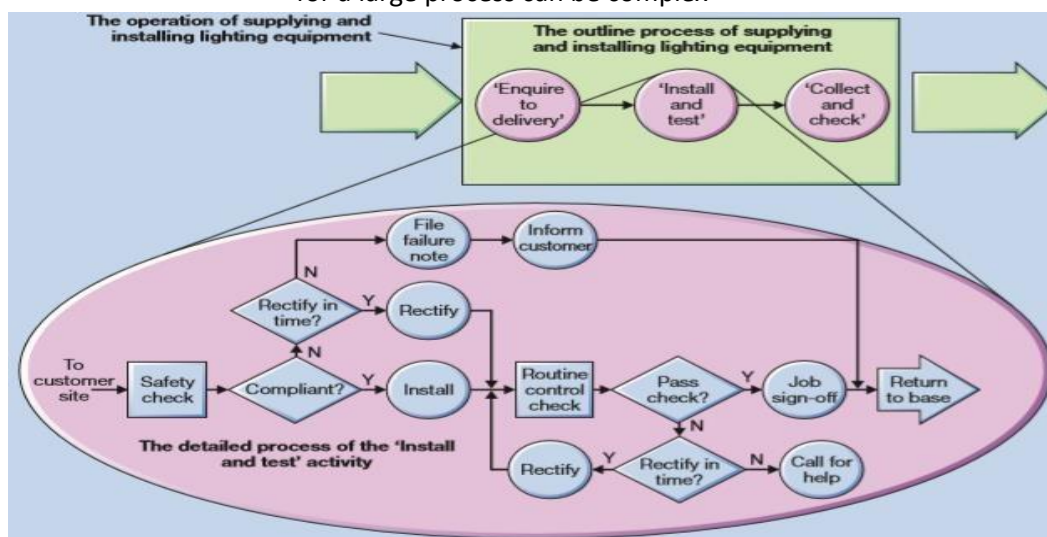 for a large process can be complex
The operation of supplying and
installing lighting equipment
The outline process of supplying
and installing lighting equipment
'Enquire
to
delivery'
'Install
and
test'
'Collect
and
check'
File
failure
note
Inform
customer
N
Rectify in
time?
Y
Rectify
N
To
customer
site
Safety
check
Compliant?
Y
Install
Routine
control
check
Pass
check?
Y
Job
sign-off
Return
to base
N
The detailed process of the 'Install
and test' activity
Rectify
Y
Rectify in
time?
N
Call for
help